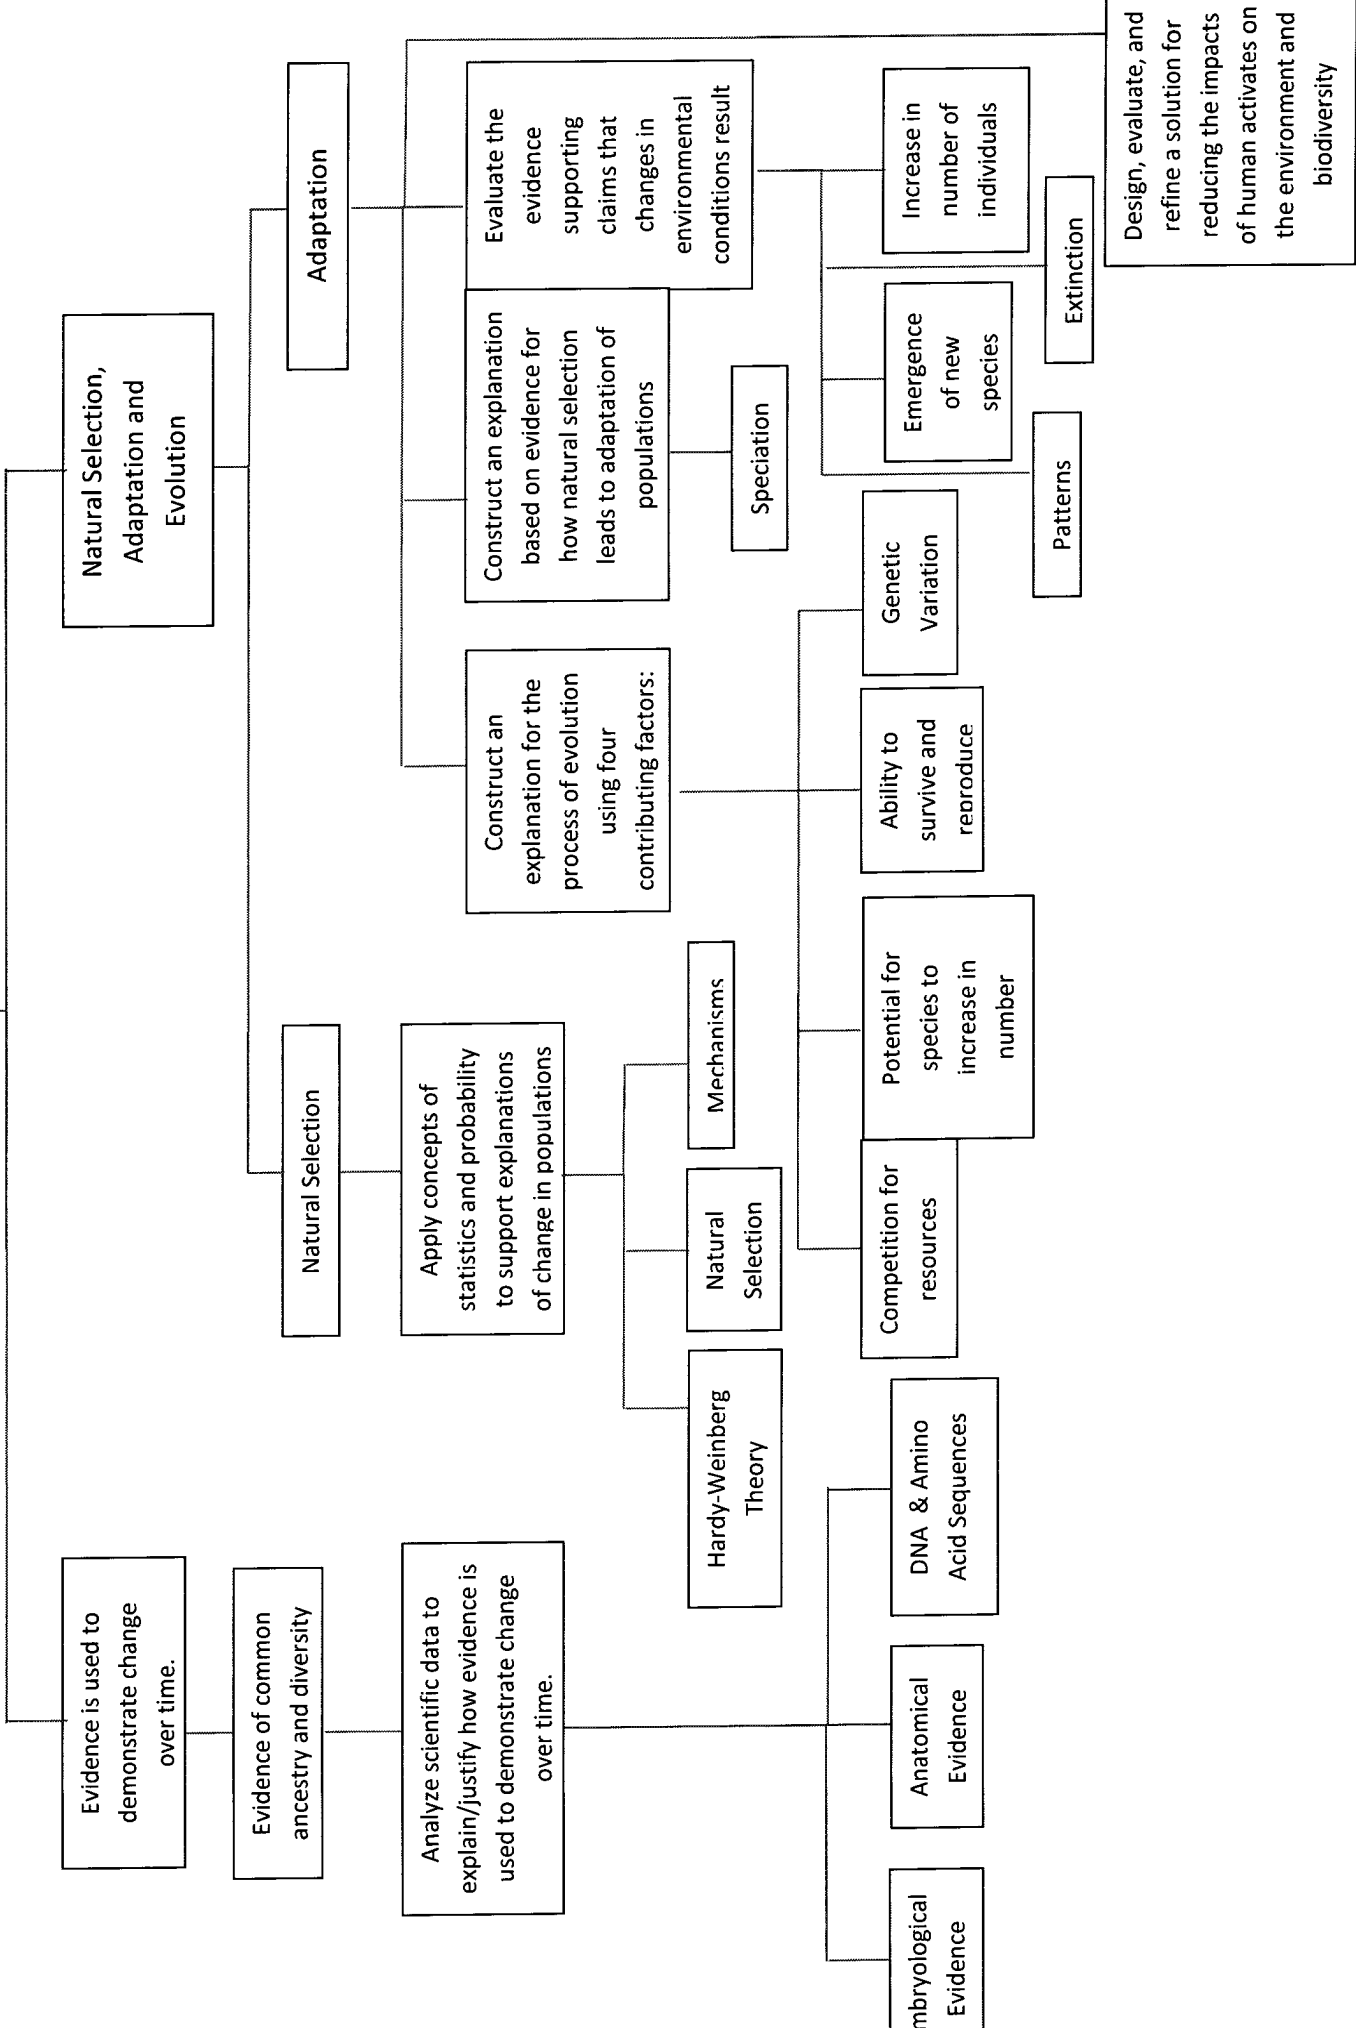 Evidence is used to
demonstrate change
over time.
Natural Selection,
Adaptation and
Evolution
Evidence of common
ancestry and diversity
Natural Selection
Adaptation
Analyze scientific data to
explain/justify how evidence is
used to demonstrate change
over time.
Apply concepts of
statistics and probability
to support explanations
of change in populations
Construct an
explanation for the
process of evolution
using four
contributing factors:
Construct an explanation
based on evidence for
how natural selection
leads to adaptation of
populations
Evaluate the
evidence
supporting
claims that
changes in
environmental
conditions result
Hardy-Weinberg
Theory
Natural
Selection
Mechanisms
Speciation
mbryological
Evidence
Anatomical
Evidence
DNA & Amino
Acid Sequences
Competition for
resources
Potential for
species to
increase in
number
Ability to
survive and
reproduce
Genetic
Variation
Emergence
of new
species
Increase in
number of
individuals
Patterns
Extinction
Design, evaluate, and
refine a solution for
reducing the impacts
of human activates on
the environment and
biodiversity